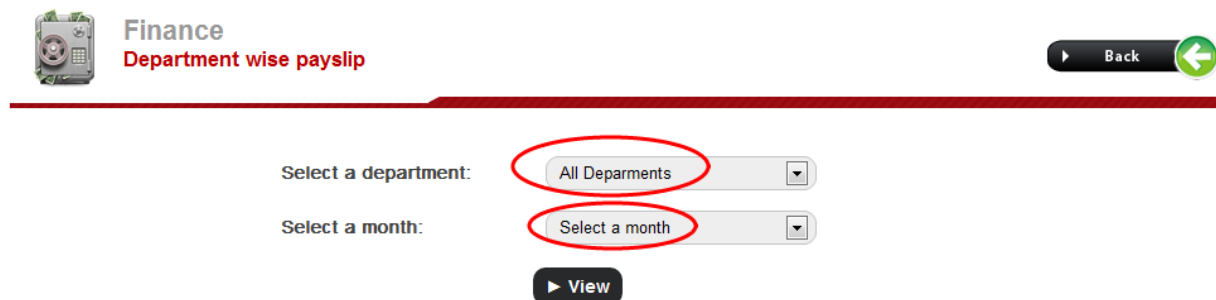 Finance
Department wise payslip
Back
Select a department:
All Deparments
Select a month:
Select a month
► View